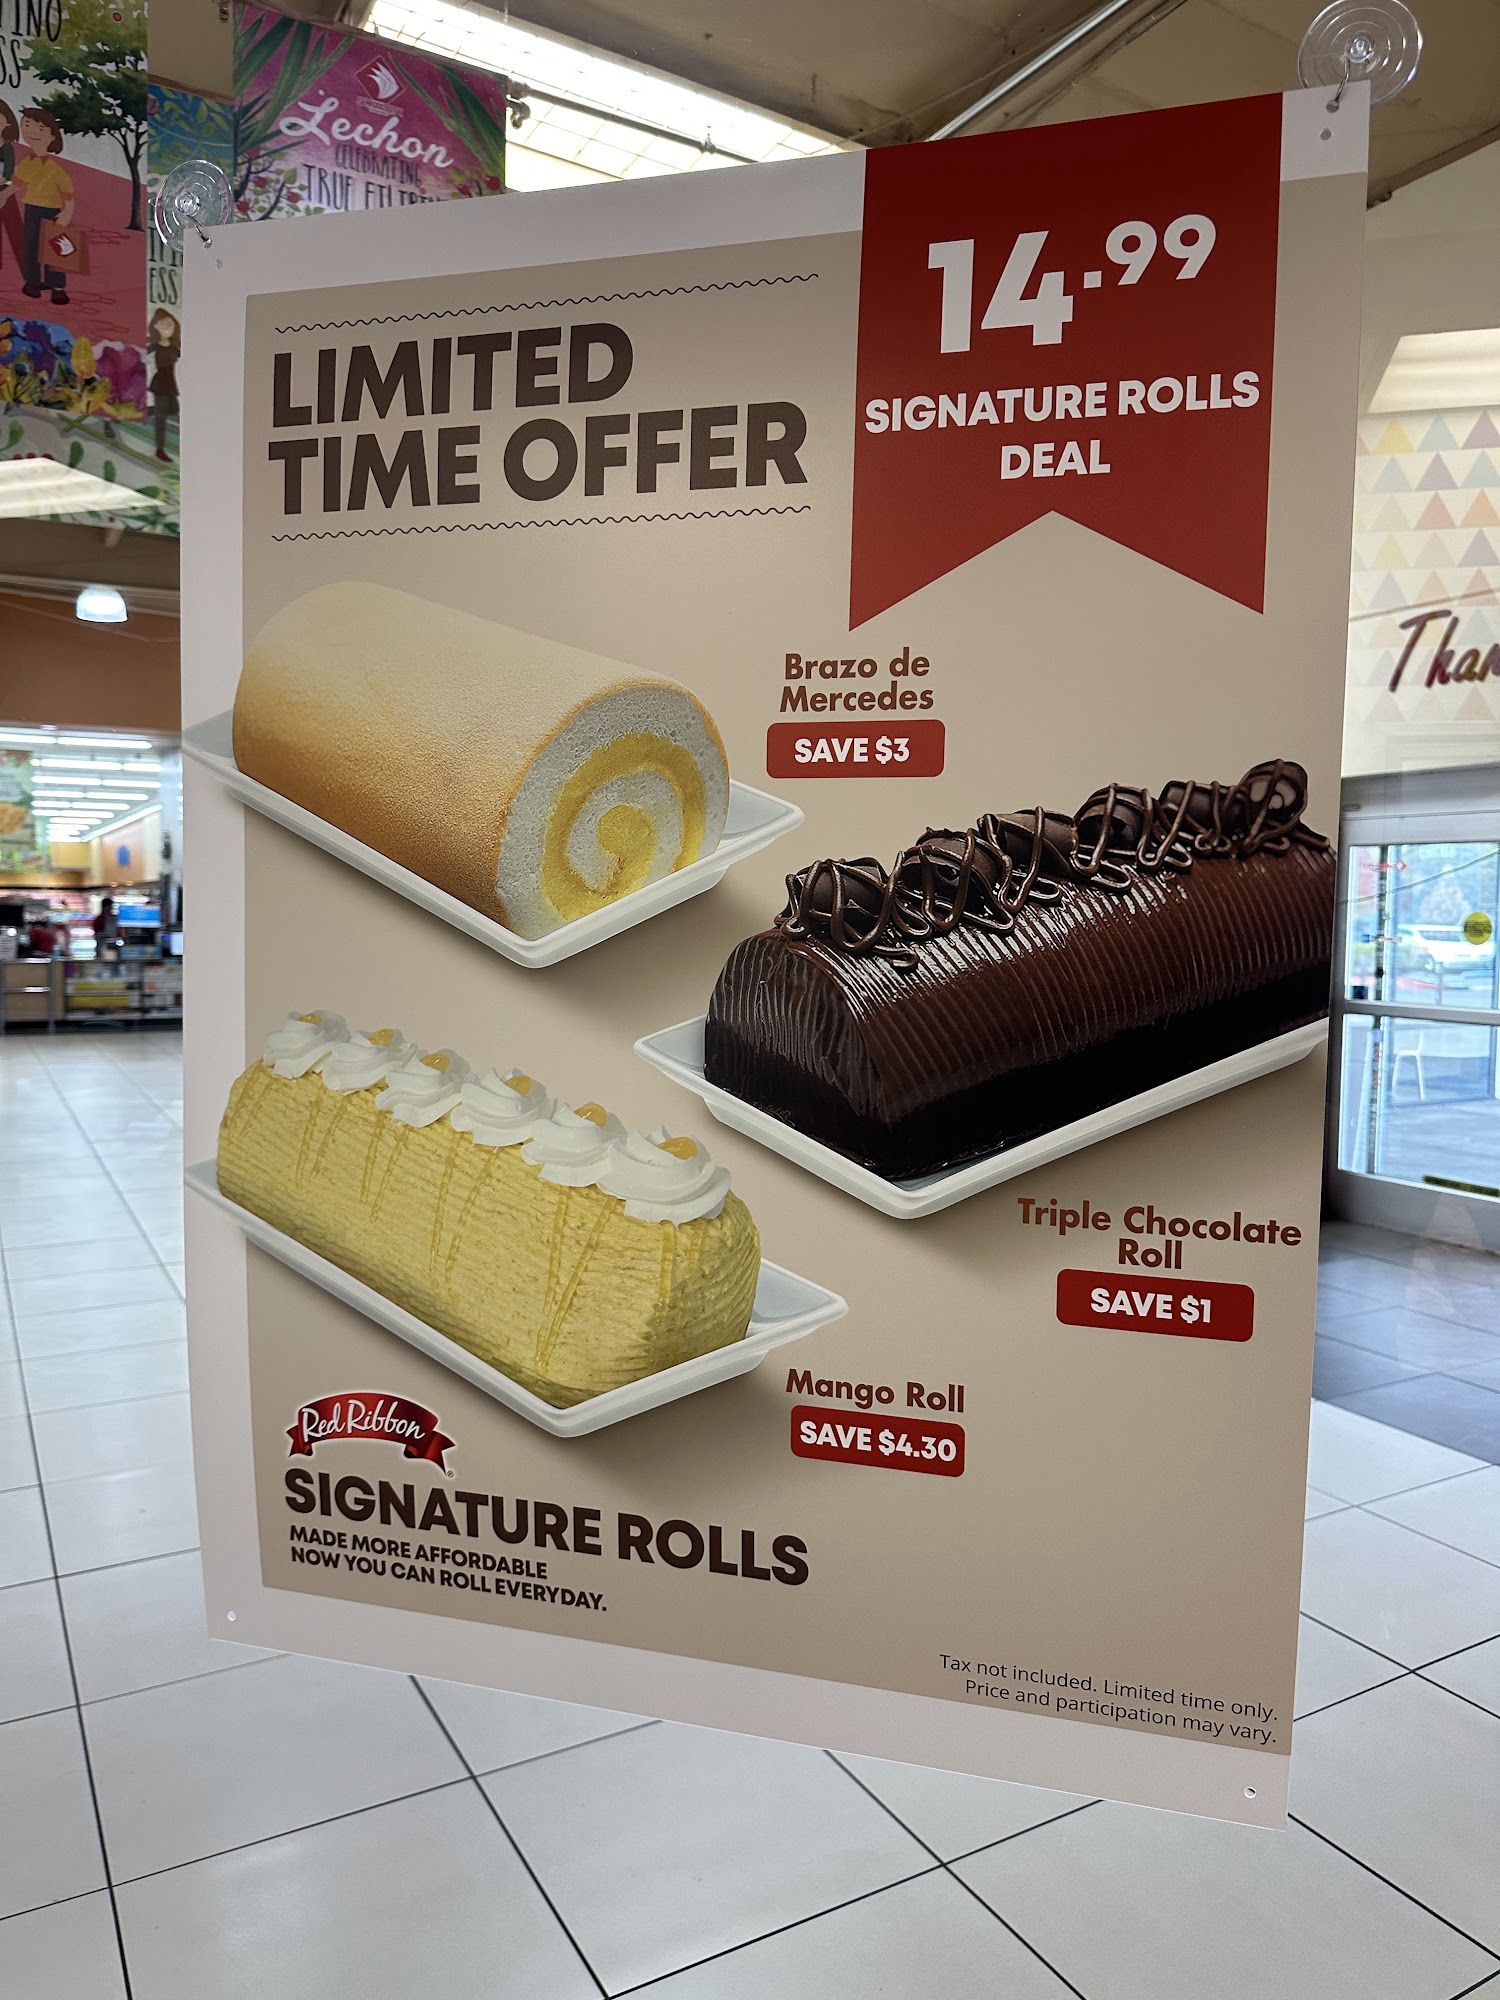 Lechon
CELEBRATING
TRUE
LIMITED
TIME OFFER
14.99
SIGNATURE ROLLS
DEAL
Brazo de
Mercedes
SAVE $3
Triple Chocolate
Roll
SAVE $1
Mango Roll
SAVE $4.30
Red Ribbon
SIGNATURE ROLLS
MADE MORE AFFORDABLE
NOW YOU CAN ROLL EVERYDAY.
Tax not included. Limited time only.
Price and participation may vary.